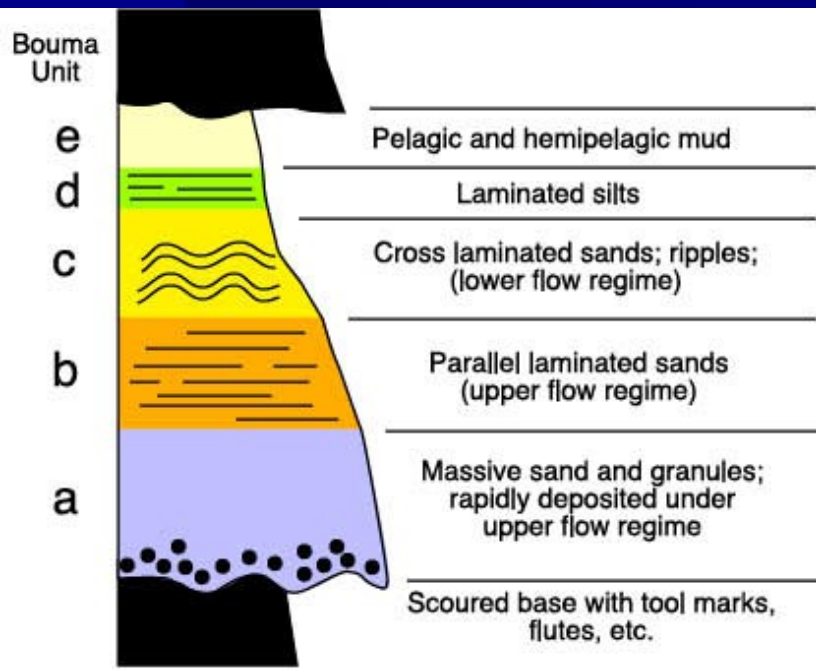 Bouma
Unit
e
Pelagic and hemipelagic mud
d
Laminated silts
c
Cross laminated sands; ripples;
(lower flow regime)
b
Parallel laminated sands
(upper flow regime)
a
Massive sand and granules;
rapidly deposited under
upper flow regime
Scoured base with tool marks,
flutes, etc.